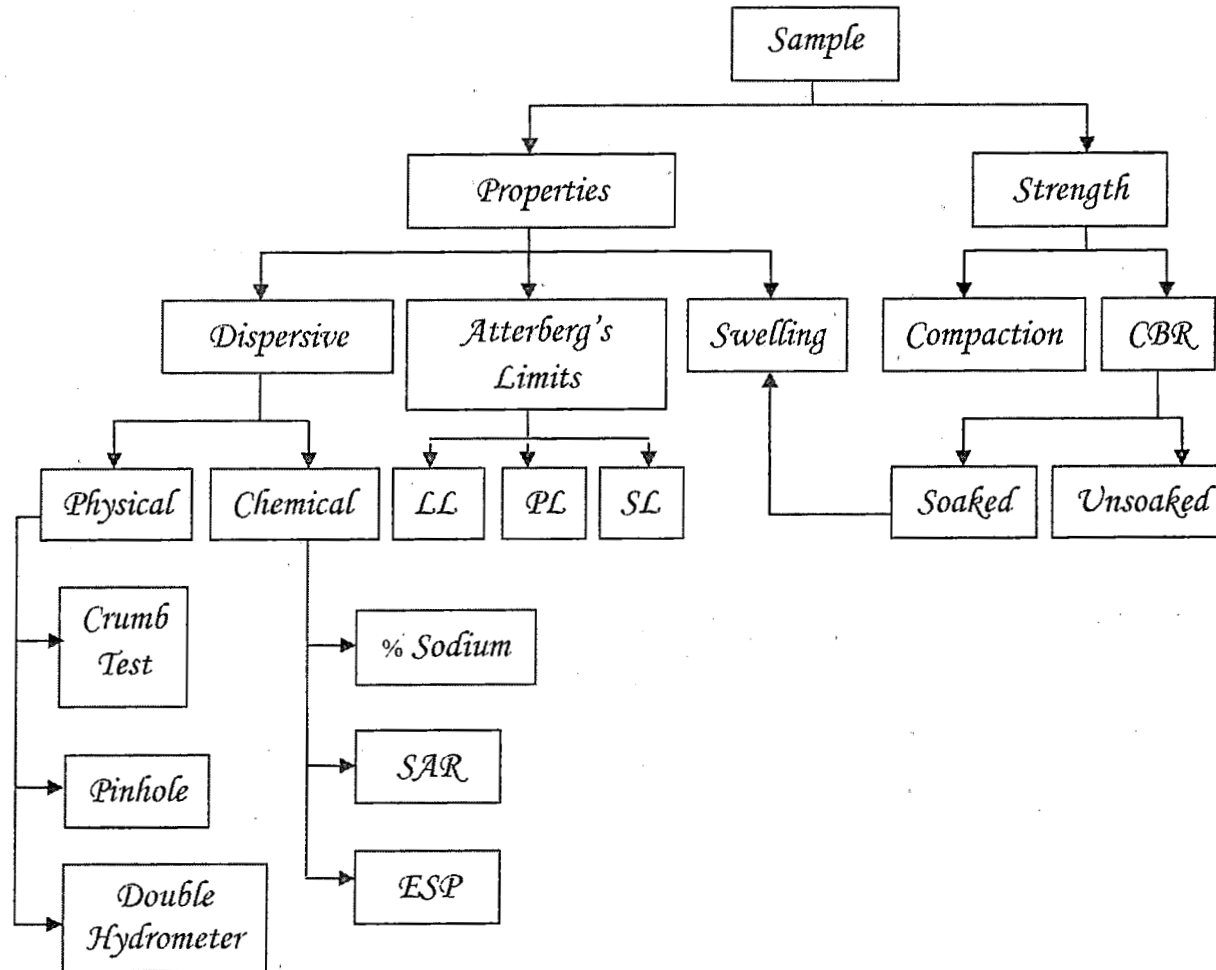 Sample
Properties
Strength
Dispersive
Atterberg's
Limits
Swelling
Compaction
CBR
Physical
Chemical
LL
PL
SL
Soaked
Unsoaked
Crumb
Test
% Sodium
Pinhole
SAR
Double
Hydrometer
ESP